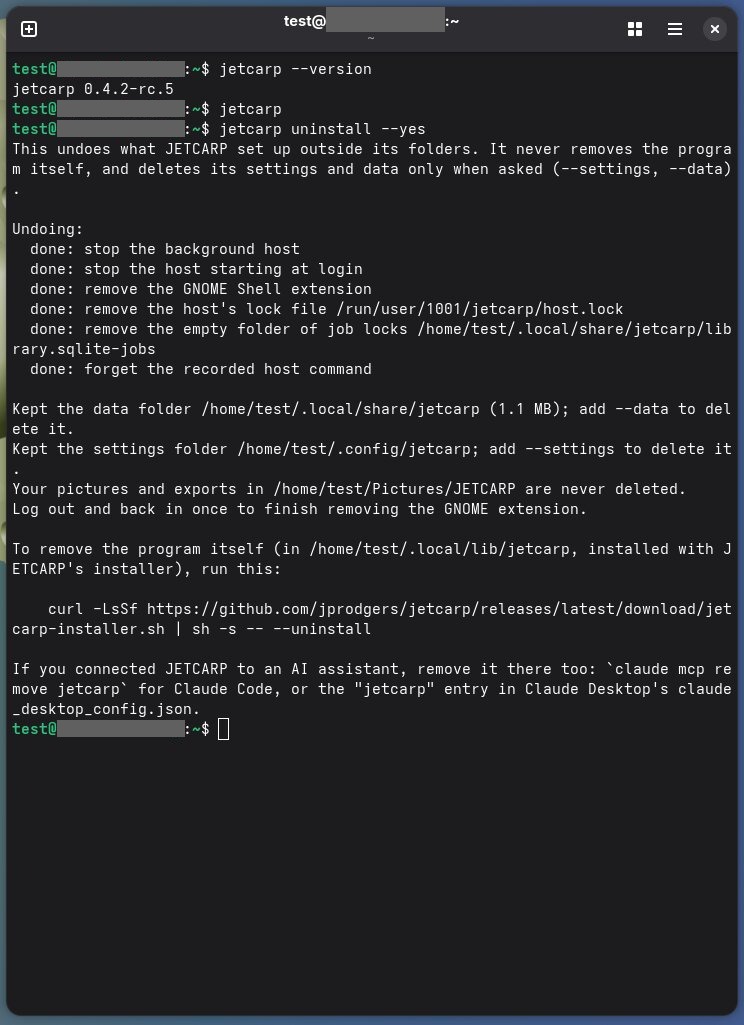 test@:~
~
test@:~$ jetcarp --version
jetcarp 0.4.2-rc.5
test@:~$ jetcarp
test@:~$ jetcarp uninstall --yes
This undoes what JETCARP set up outside its folders. It never removes the progra
m itself, and deletes its settings and data only when asked (--settings, --data)
.
Undoing:
done: stop the background host
done: stop the host starting at login
done: remove the GNOME Shell extension
done: remove the host's lock file /run/user/1001/jetcarp/host.lock
done: remove the empty folder of job locks /home/test/.local/share/jetcarp/lib
rary.sqlite-jobs
done: forget the recorded host command
Kept the data folder /home/test/.local/share/jetcarp (1.1 MB); add --data to del
ete it.
Kept the settings folder /home/test/.config/jetcarp; add --settings to delete it
.
Your pictures and exports in /home/test/Pictures/JETCARP are never deleted.
Log out and back in once to finish removing the GNOME extension.
To remove the program itself (in /home/test/.local/lib/jetcarp, installed with J
ETCARP's installer), run this:
curl -LsSf https://github.com/jprodgers/jetcarp/releases/latest/download/jet
carp-installer.sh | sh -s -- --uninstall
If you connected JETCARP to an AI assistant, remove it there too: `claude mcp re
move jetcarp` for Claude Code, or the "jetcarp" entry in Claude Desktop's claude
_desktop_config.json.
test@:~$